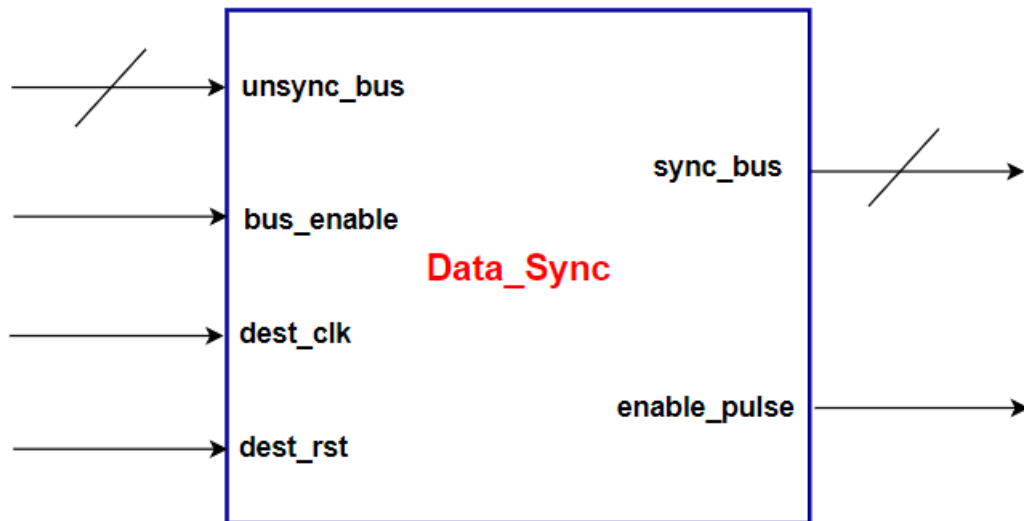 unsync_bus
sync_bus
bus_enable
Data_Sync
dest_clk
enable_pulse
dest_rst